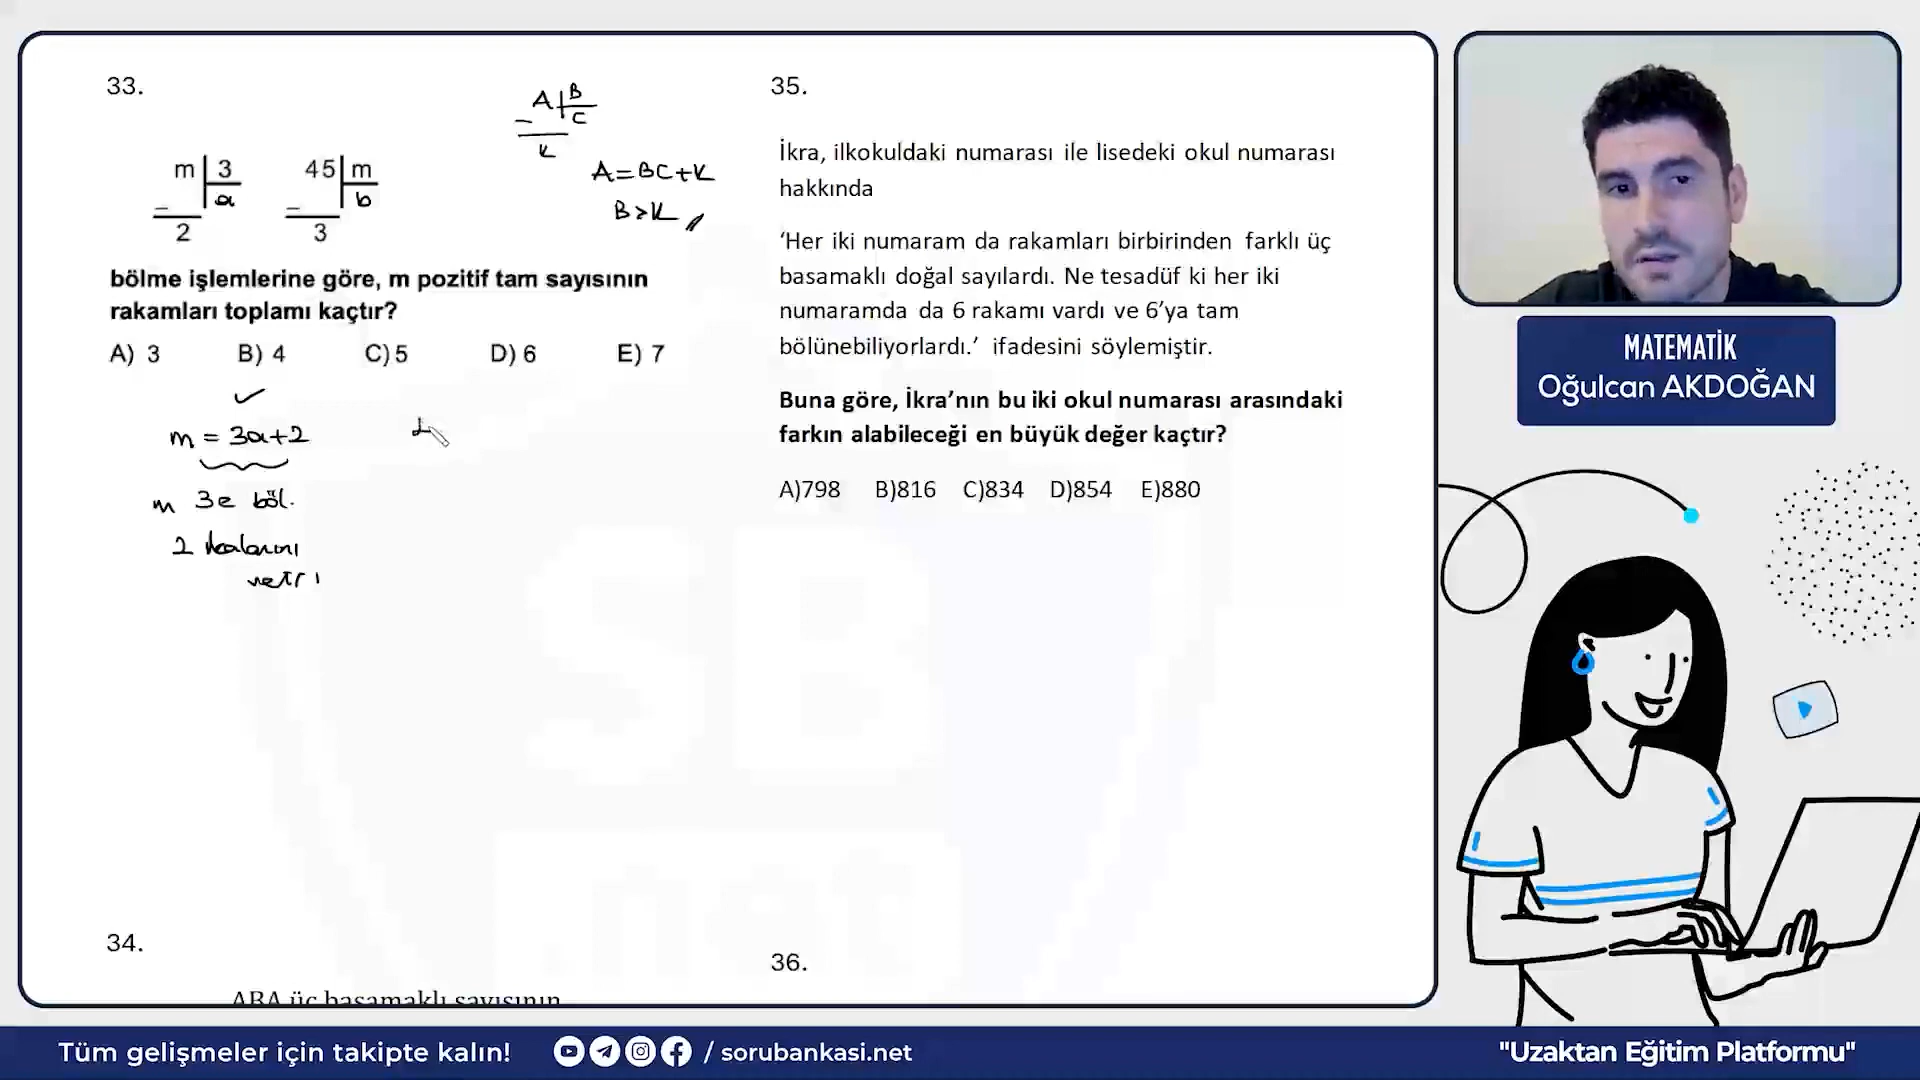 33.
A B
C
K
A=BC+K
B>K
m 3
a
2
45 m
b
3
bölme işlemlerine göre, m pozitif tam sayısının
rakamları toplamı kaçtır?
A) 3 B) 4 C) 5 D) 6 E) 7
m = 3a+2
m 3e böl.
2 kalanını
34.
ABA üç basamaklı sayısının
35.
İkra, ilkokuldaki numarası ile lisedeki okul numarası
hakkında
‘Her iki numaram da rakamları birbirinden farklı üç
basamaklı doğal sayılardı. Ne tesadüf ki her iki
numaramda da 6 rakamı vardı ve 6’ya tam
bölünebiliyorlardı.’ ifadesini söylemiştir.
Buna göre, İkra’nın bu iki okul numarası arasındaki
farkın alabileceği en büyük değer kaçtır?
A)798 B)816 C)834 D)854 E)880
36.
MATEMATİK
Oğulcan AKDOĞAN
Tüm gelişmeler için takipte kalın! / sorubankasi.net
"Uzaktan Eğitim Platformu"